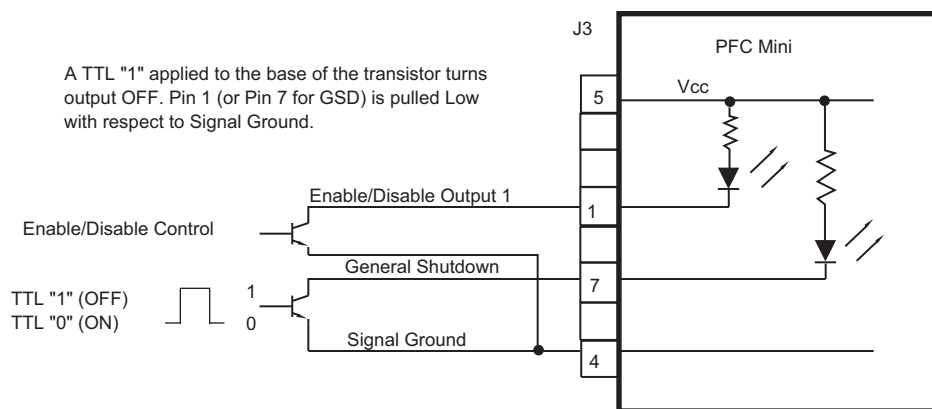 J3
PFC Mini
A TTL "1" applied to the base of the transistor turns
output OFF. Pin 1 (or Pin 7 for GSD) is pulled Low
with respect to Signal Ground.
5
Vcc
Enable/Disable Output 1
1
Enable/Disable Control
General Shutdown
7
TTL "1" (OFF)
1
TTL "0" (ON)
0
Signal Ground
4